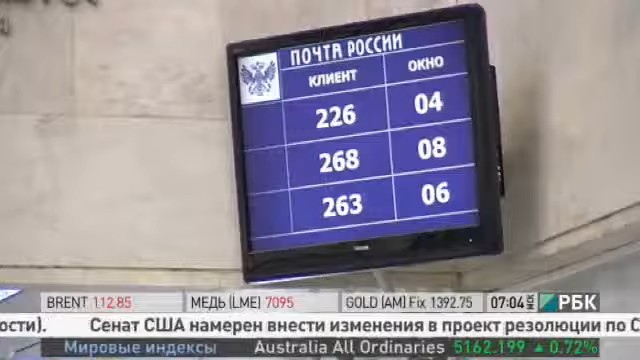 ПОЧТА РОССИИ
КЛИЕНТ ОКНО
226 04
268 08
263 06
BRENT 112.85 МЕДЬ (LME) 7095 GOLD (AM) Fix 1392.75 07:04 МСК РБК
ости). Сенат США намерен внести изменения в проект резолюции по С
Мировые индексы Australia All Ordinaries 5162.199 ▲ 0.72%